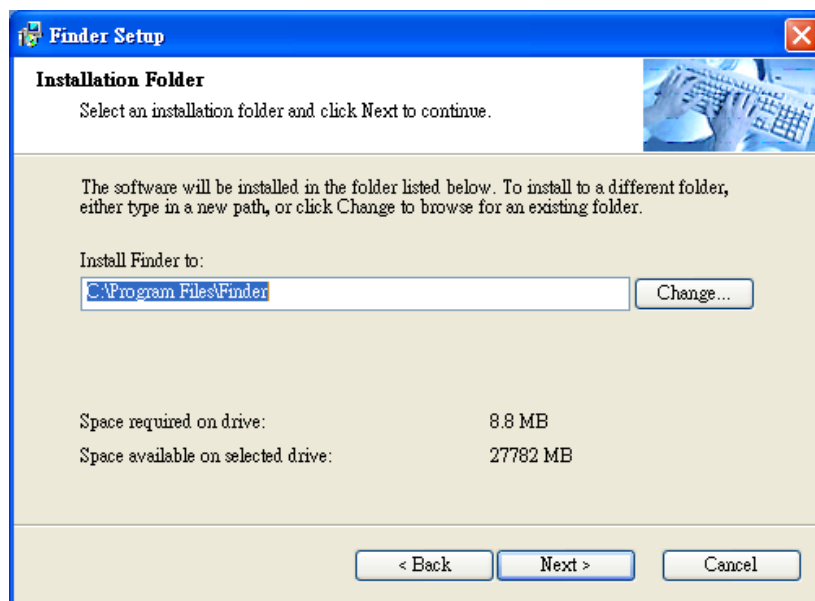 Finder Setup
Installation Folder
Select an installation folder and click Next to continue.
The software will be installed in the folder listed below. To install to a different folder,
either type in a new path, or click Change to browse for an existing folder.
Install Finder to:
C:\Program Files\Finder
Change...
Space required on drive: 8.8 MB
Space available on selected drive: 27782 MB
< Back Next > Cancel